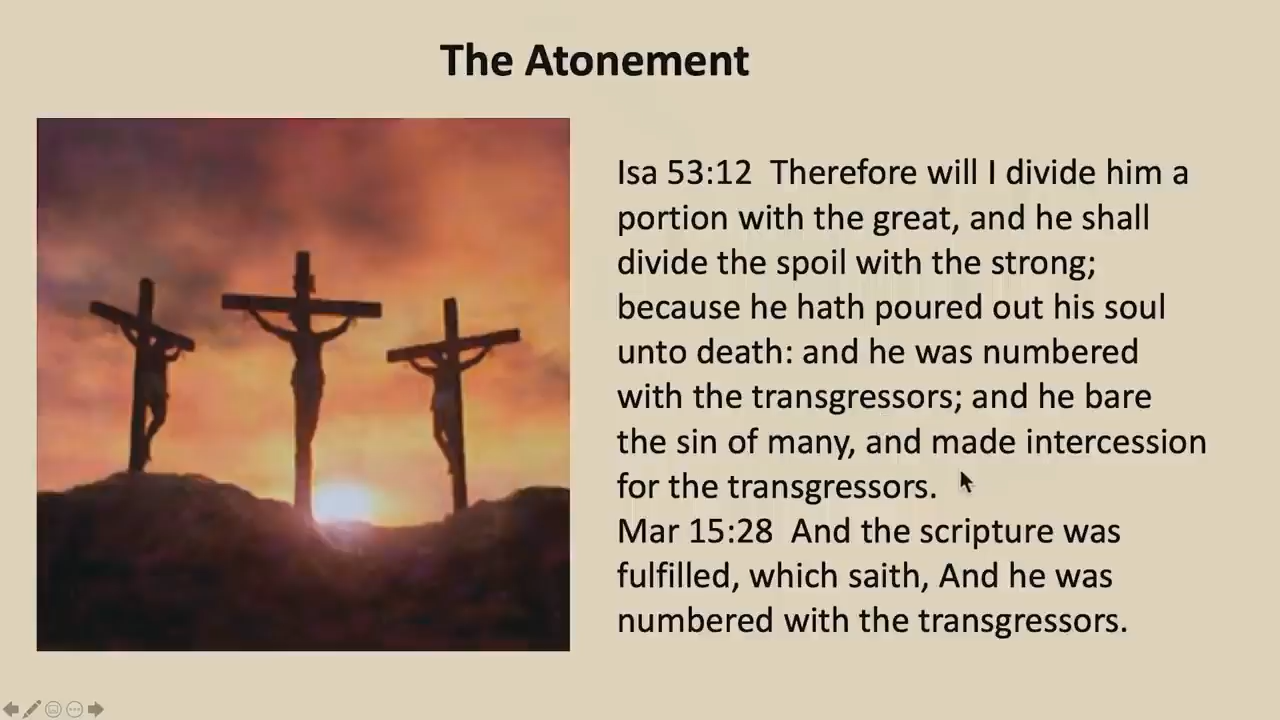 The Atonement
Isa 53:12  Therefore will I divide him a
portion with the great, and he shall
divide the spoil with the strong;
because he hath poured out his soul
unto death: and he was numbered
with the transgressors; and he bare
the sin of many, and made intercession
for the transgressors.
Mar 15:28  And the scripture was
fulfilled, which saith, And he was
numbered with the transgressors.